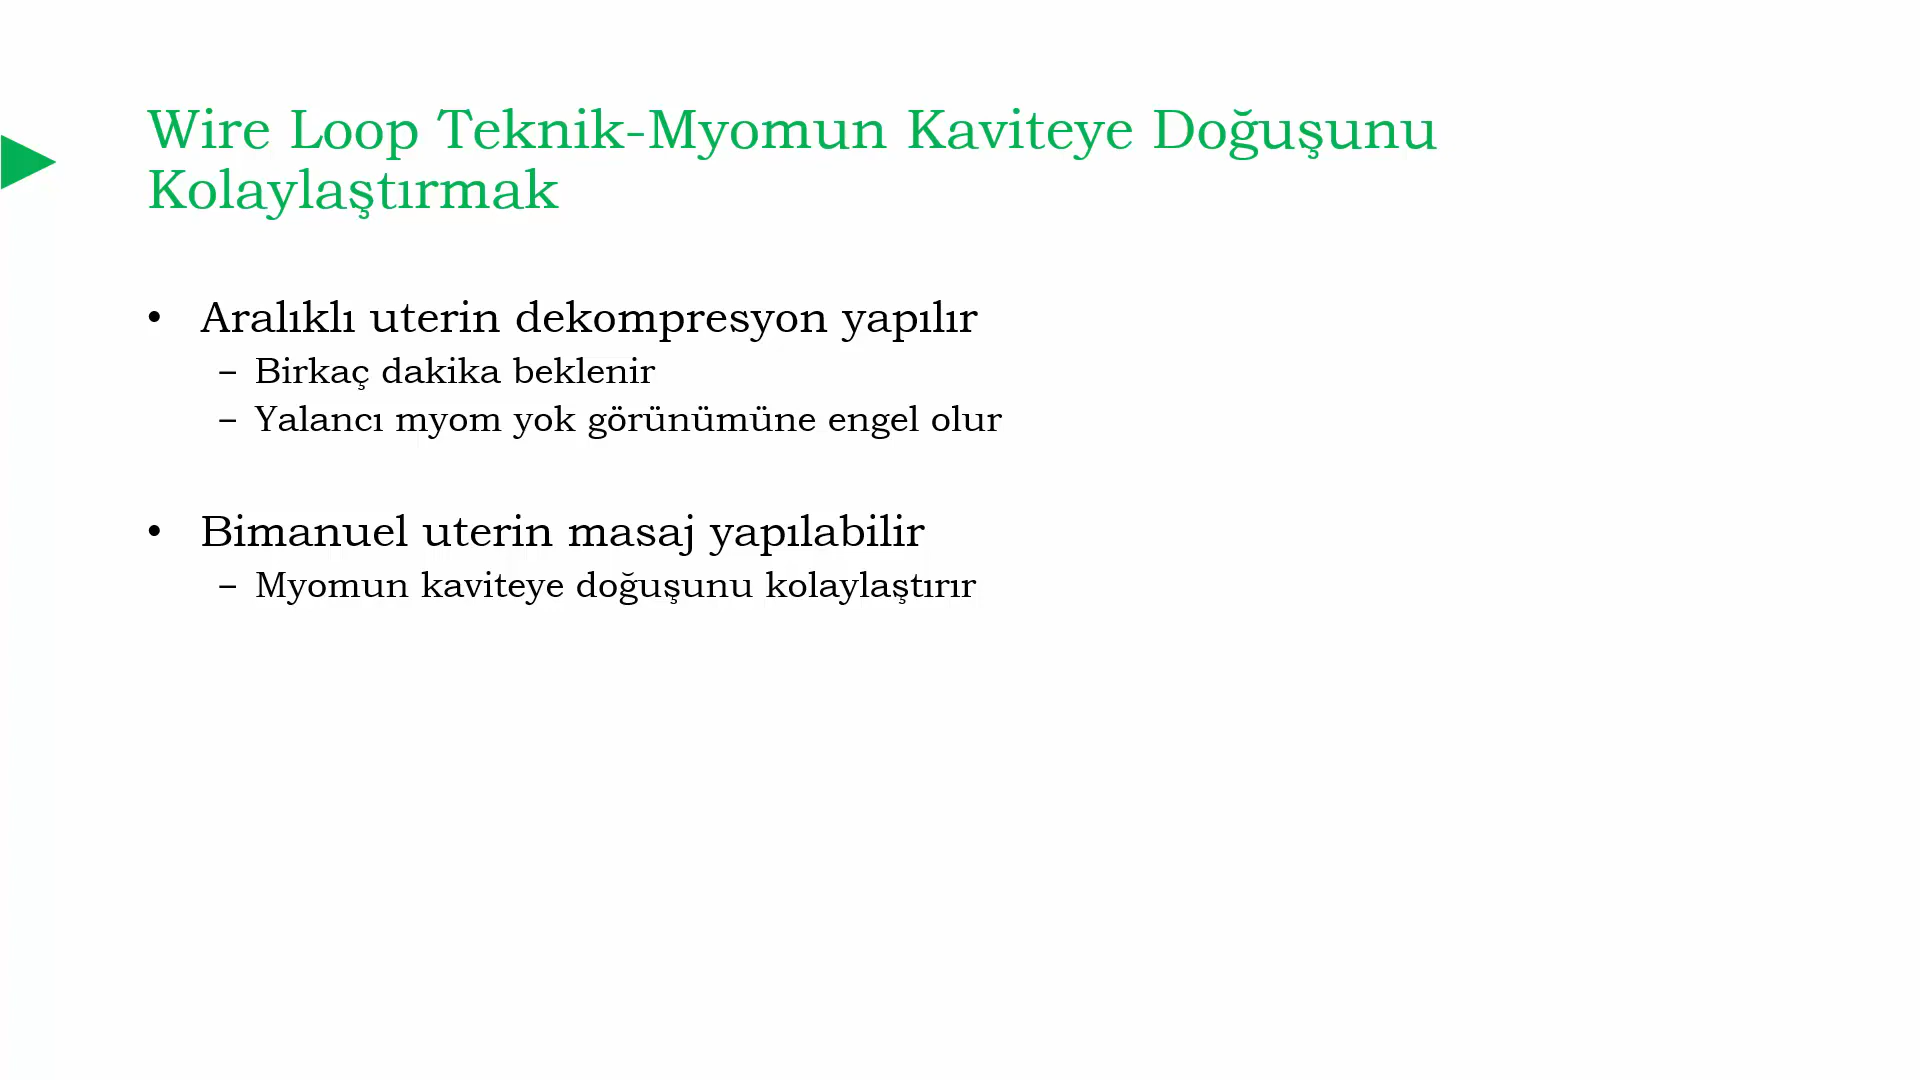 Wire Loop Teknik-Myomun Kaviteye Doğuşunu
Kolaylaştırmak
• Aralıklı uterin dekompresyon yapılır
– Birkaç dakika beklenir
– Yalancı myom yok görünümüne engel olur
• Bimanuel uterin masaj yapılabilir
– Myomun kaviteye doğuşunu kolaylaştırır